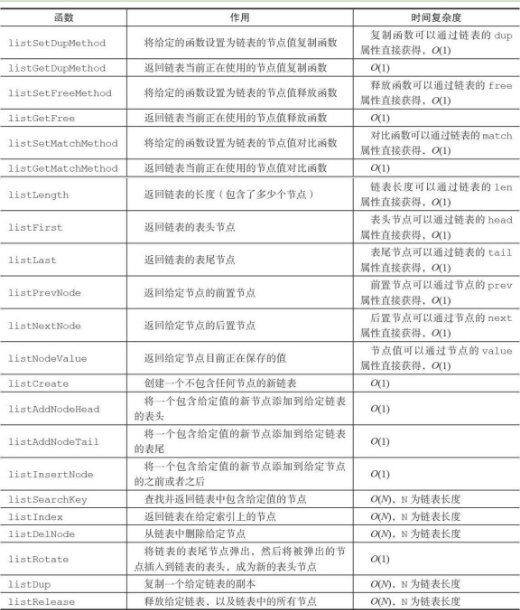 函数 作用 时间复杂度
listSetDupMethod 将给定的函数设置为链表的节点值复制函数 复制函数可以通过链表的 dup
属性直接获得，O(1)
listGetDupMethod 返回链表当前正在使用的节点值复制函数 O(1)
listSetFreeMethod 将给定的函数设置为链表的节点值释放函数 释放函数可以通过链表的 free
属性直接获得，O(1)
listGetFree 返回链表当前正在使用的节点值释放函数 O(1)
listSetMatchMethod 将给定的函数设置为链表的节点值对比函数 对比函数可以通过链表的 match
属性直接获得，O(1)
listGetMatchMethod 返回链表当前正在使用的节点值对比函数 O(1)
listLength 返回链表的长度（包含了多少个节点） 链表长度可以通过链表的 len
属性直接获得，O(1)
listFirst 返回链表的表头节点 表头节点可以通过链表的 head
属性直接获得，O(1)
listLast 返回链表的表尾节点 表尾节点可以通过链表的 tail
属性直接获得，O(1)
listPrevNode 返回给定节点的前置节点 前置节点可以通过节点的 prev
属性直接获得，O(1)
listNextNode 返回给定节点的后置节点 后置节点可以通过节点的 next
属性直接获得，O(1)
listNodeValue 返回给定节点目前正在保存的值 节点值可以通过节点的 value
属性直接获得，O(1)
listCreate 创建一个不包含任何节点的新链表 O(1)
listAddNodeHead 将一个包含给定值的新节点添加到给定链表
的表头 O(1)
listAddNodeTail 将一个包含给定值的新节点添加到给定链表
的表尾 O(1)
listInsertNode 将一个包含给定值的新节点添加到给定节点
的之前或者之后 O(1)
listSearchKey 查找并返回链表中包含给定值的节点 O(N)，N 为链表长度
listIndex 返回链表在给定索引上的节点 O(N)，N 为链表长度
listDelNode 从链表中删除给定节点 O(N)，N 为链表长度
listRotate 将链表的表尾节点弹出，然后将被弹出的节
点插入到链表的表头，成为新的表头节点 O(1)
listDup 复制一个给定链表的副本 O(N)，N 为链表长度
listRelease 释放给定链表，以及链表中的所有节点 O(N)，N 为链表长度